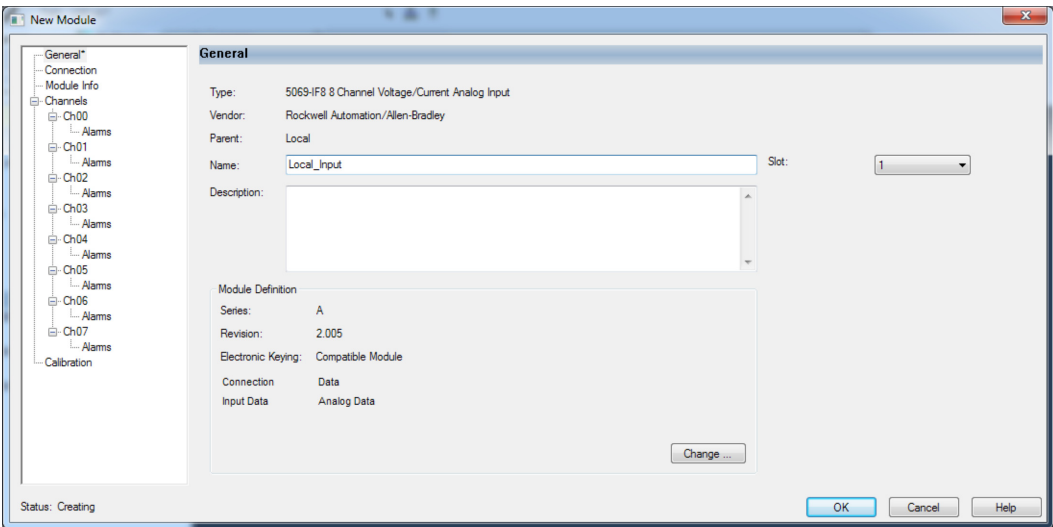 New Module
General*
Connection
Module Info
Channels
Ch00
Alarms
Ch01
Alarms
Ch02
Alarms
Ch03
Alarms
Ch04
Alarms
Ch05
Alarms
Ch06
Alarms
Ch07
Alarms
Calibration
General
Type: 5069-IF8 8 Channel Voltage/Current Analog Input
Vendor: Rockwell Automation/Allen-Bradley
Parent: Local
Name: Local_Input Slot: 1
Description:
Module Definition
Series: A
Revision: 2.005
Electronic Keying: Compatible Module
Connection Data
Input Data Analog Data
Change ...
Status: Creating
OK Cancel Help